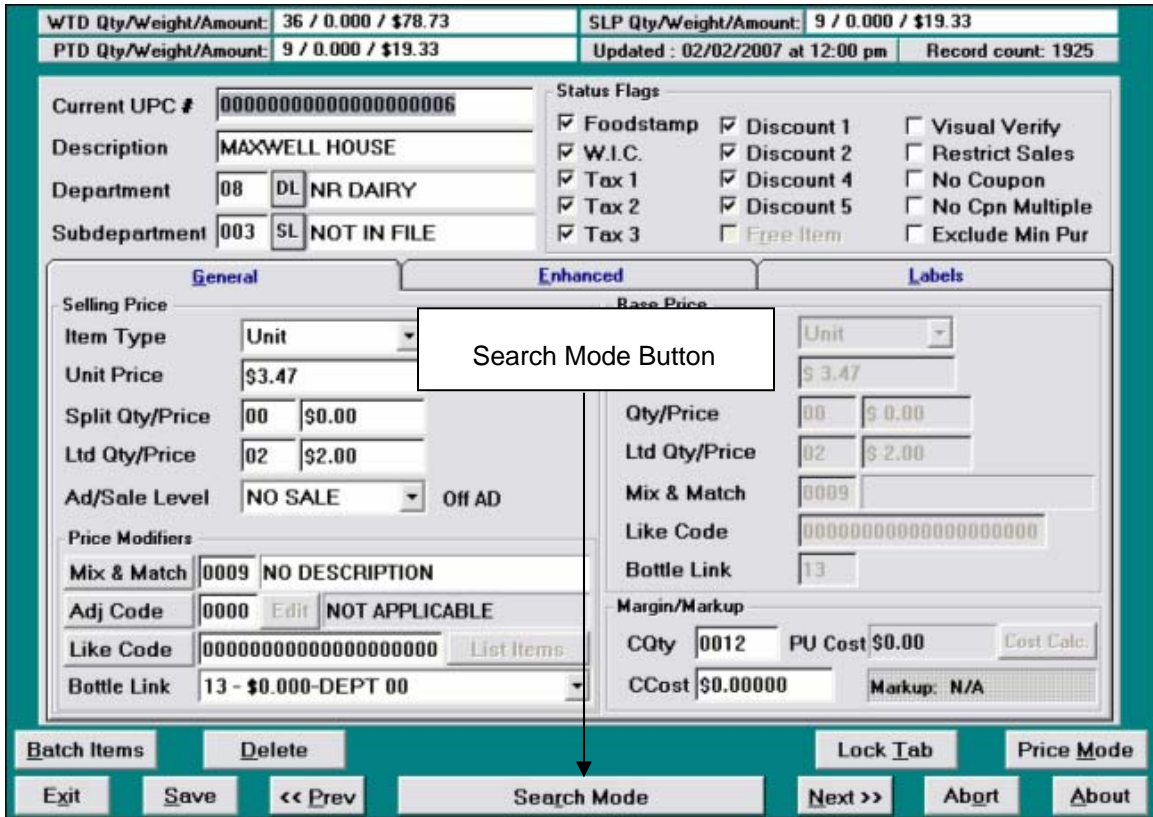 WTD Qty/Weight/Amount: 36 / 0.000 / $78.73 SLP Qty/Weight/Amount: 9 / 0.000 / $19.33
PTD Qty/Weight/Amount: 9 / 0.000 / $19.33 Updated : 02/02/2007 at 12:00 pm Record count: 1925
Current UPC # 00000000000000000006
Description MAXWELL HOUSE
Department 08 DL NR DAIRY
Subdepartment 003 SL NOT IN FILE
Status Flags
Foodstamp Discount 1 Visual Verify
W.I.C. Discount 2 Restrict Sales
Tax 1 Discount 4 No Coupon
Tax 2 Discount 5 No Cpn Multiple
Tax 3 Free Item Exclude Min Pur
General Enhanced Labels
Selling Price
Item Type Unit
Unit Price $3.47
Split Qty/Price 00 $0.00
Ltd Qty/Price 02 $2.00
Ad/Sale Level NO SALE Off AD
Price Modifiers
Mix & Match 0009 NO DESCRIPTION
Adj Code 0000 Edit NOT APPLICABLE
Like Code 00000000000000000000 List Items
Bottle Link 13 - $0.000-DEPT 00
Search Mode Button
Base Price
Unit
$ 3.47
Qty/Price 00 $ 0.00
Ltd Qty/Price 02 $ 2.00
Mix & Match 0009
Like Code 00000000000000000000
Bottle Link 13
Margin/Markup
CQty 0012 PU Cost $0.00 Cost Calc.
CCost $0.00000 Markup: N/A
Batch Items Delete Lock Tab Price Mode
Exit Save << Prev Search Mode Next >> Abort About